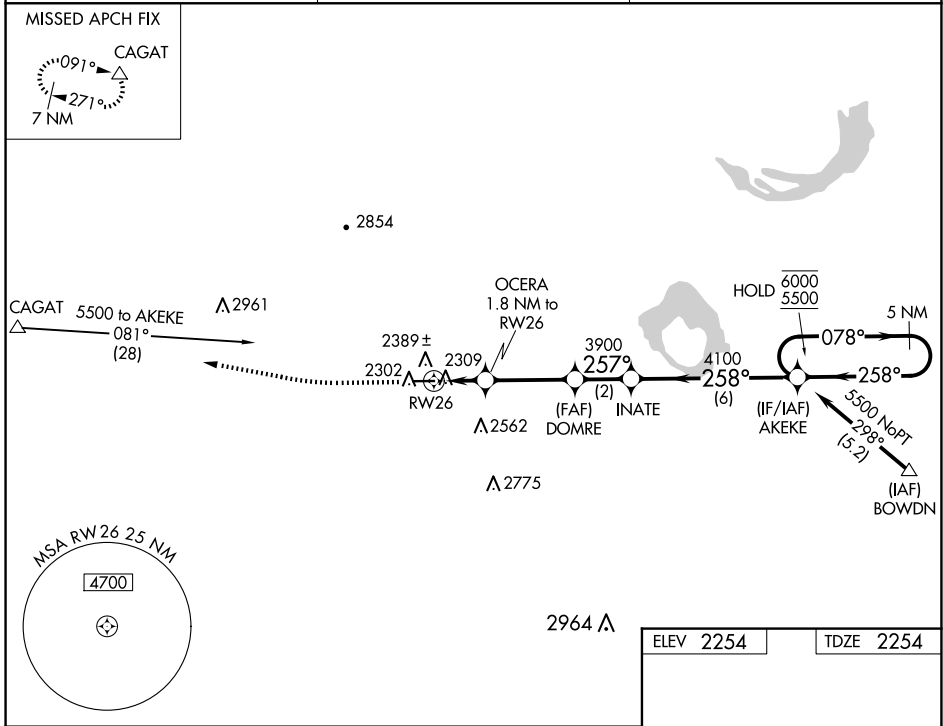 MISSED APCH FIX
CAGAT
091°
271°
7 NM
2854
CAGAT
5500 to AKEKE
081°
(28)
2961
2389 ±
2302
2309
RW26
OCERA
1.8 NM to
RW26
3900
257°
(2)
(FAF)
DOMRE
INATE
4100
258°
(6)
HOLD
6000
5500
5 NM
078°
258°
(IF/IAF)
AKEKE
5500 NoPT
298°
(5.2)
(IAF)
BOWDN
2562
2775
MSA RW26 25 NM
4700
2964
ELEV 2254
TDZE 2254